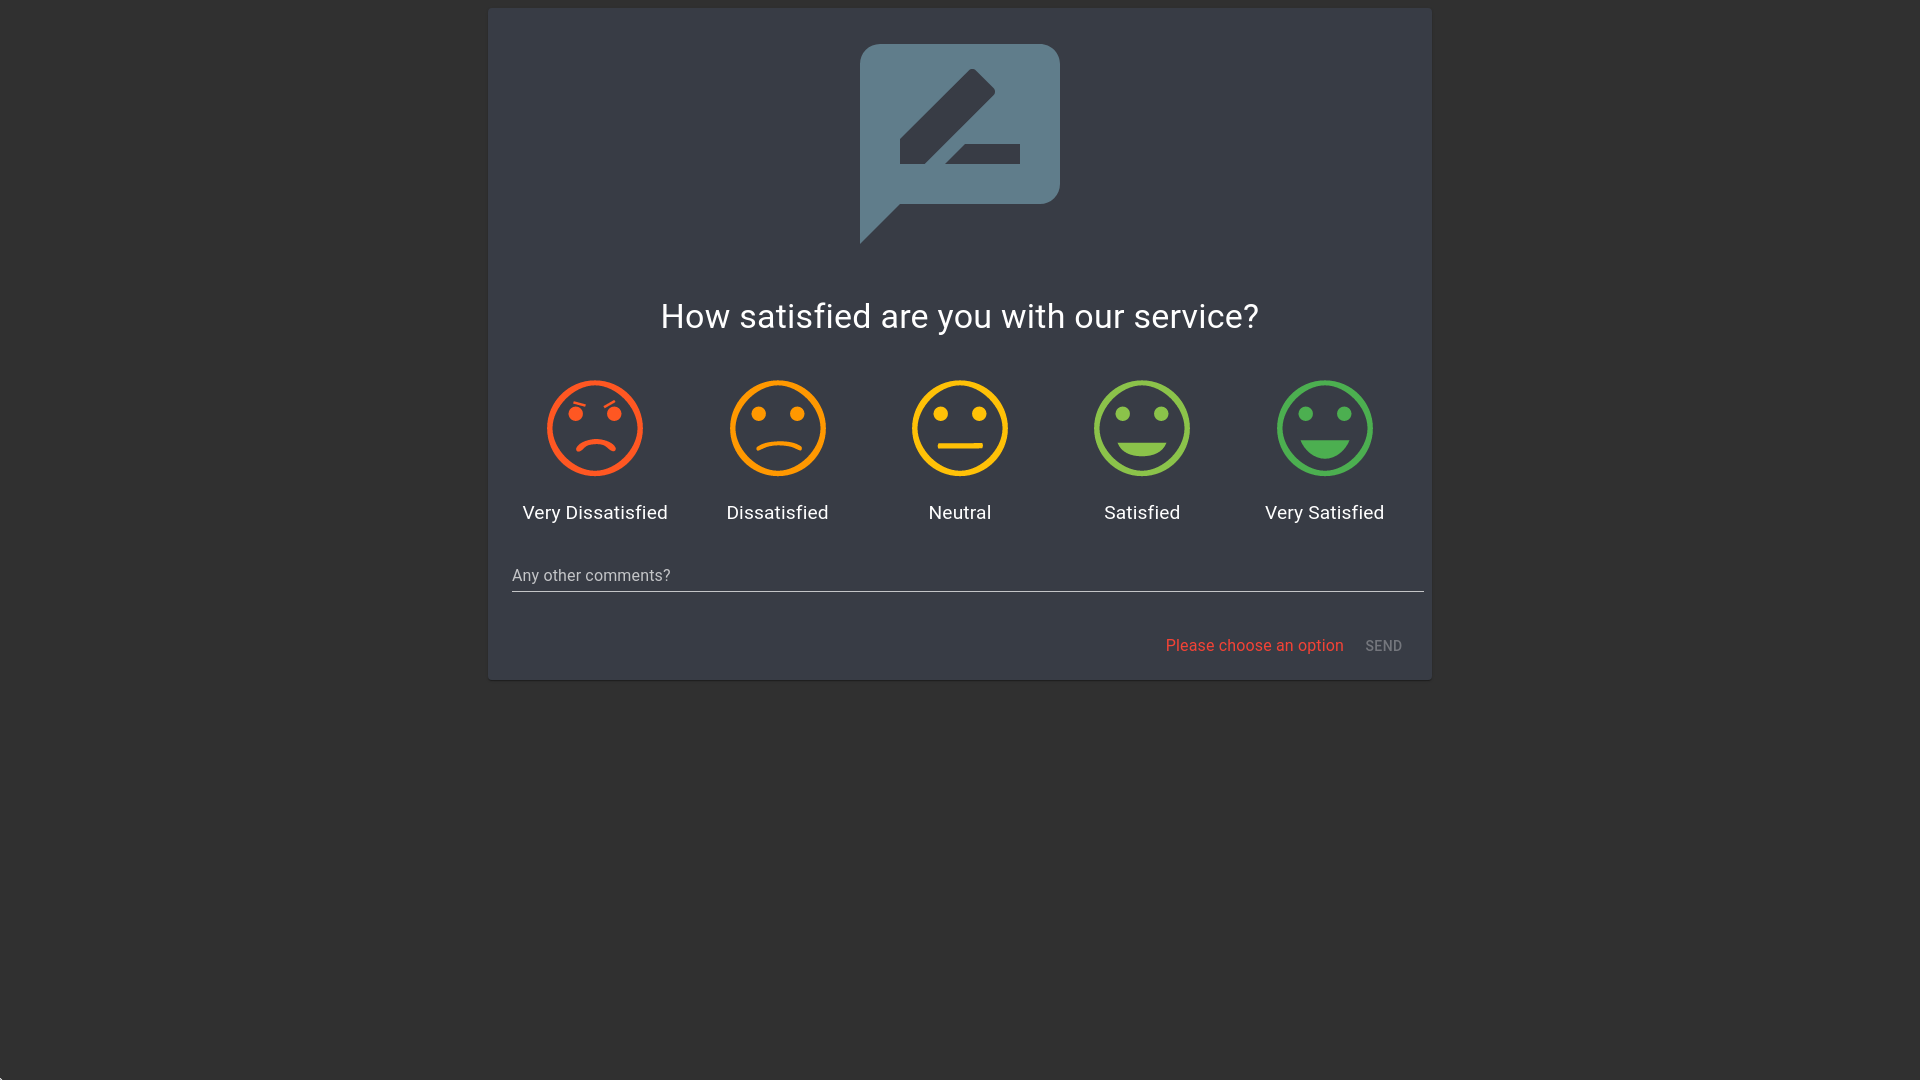 How satisfied are you with our service?
Very Dissatisfied
Dissatisfied
Neutral
Satisfied
Very Satisfied
Any other comments?
Please choose an option
SEND